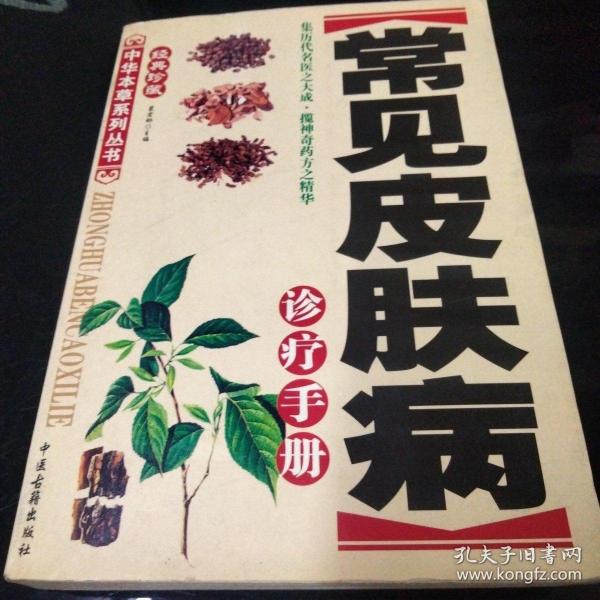 常见皮肤病
诊疗手册
集历代名医之大成·揽神奇药方之精华
经典珍藏
主编
中华本草系列丛书
ZHONGHUABENCAOXILIE
中医古籍出版社
孔夫子旧书网
www.kongfz.com